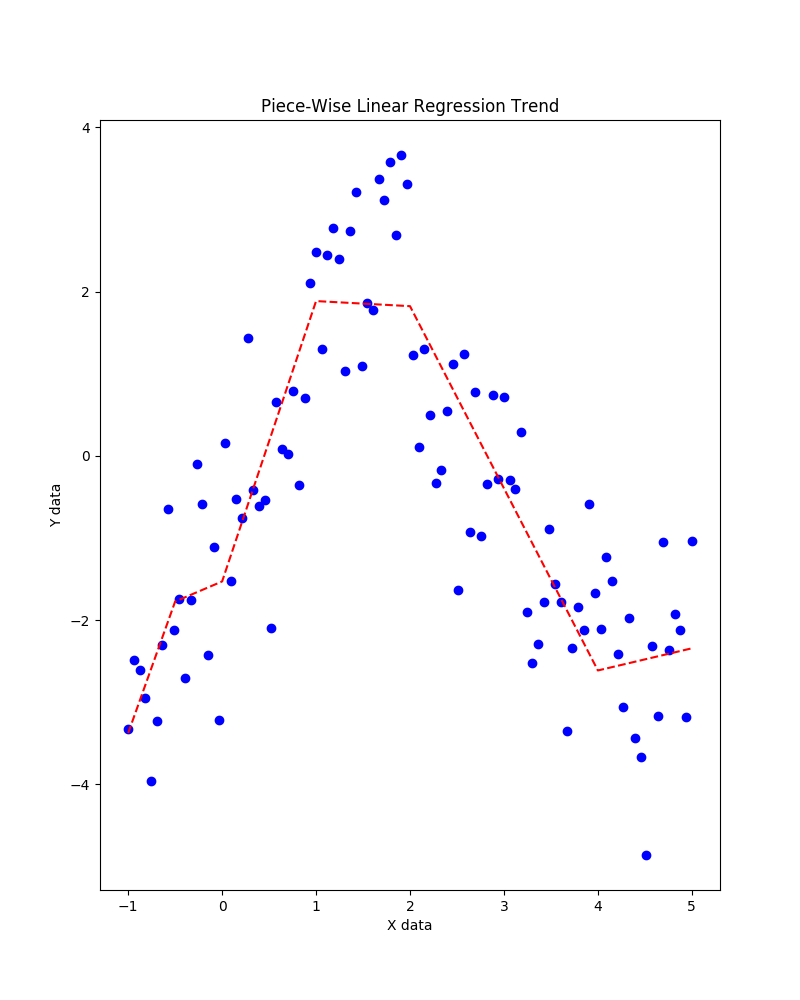 Piece-Wise Linear Regression Trend
4
2
0
−2
−4
Y data
−1 0 1 2 3 4 5
X data